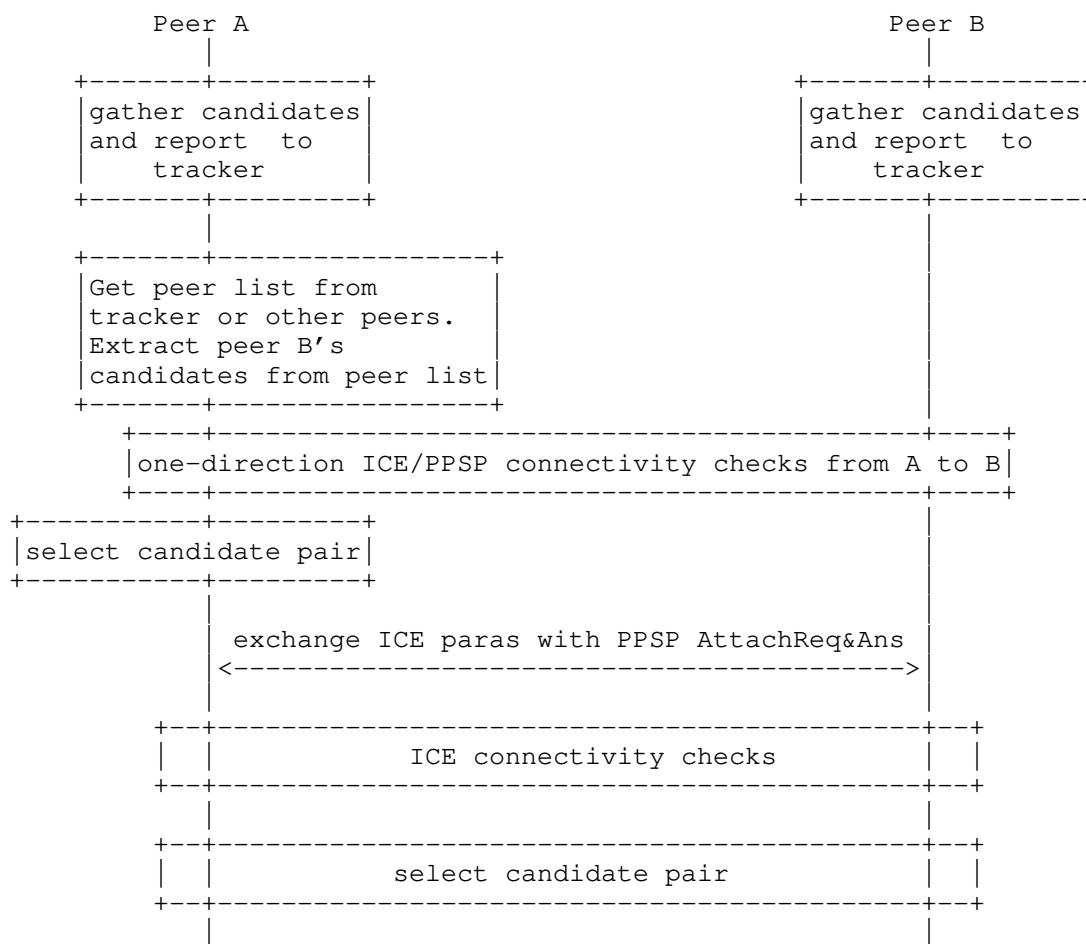 Peer A
Peer B
gather candidates
and report to
tracker
gather candidates
and report to
tracker
Get peer list from
tracker or other peers.
Extract peer B's
candidates from peer list
one-direction ICE/PPSP connectivity checks from A to B
select candidate pair
exchange ICE paras with PPSP AttachReq&Ans
ICE connectivity checks
select candidate pair